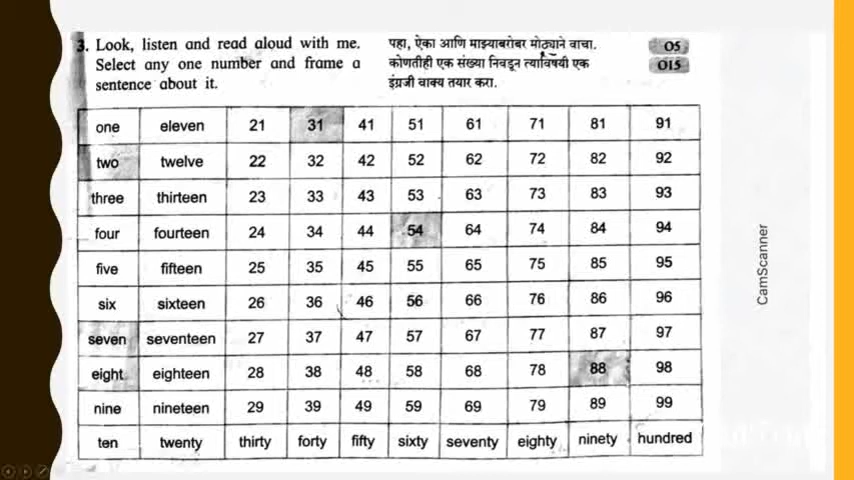 3. Look, listen and read aloud with me.
Select any one number and frame a
sentence about it.
पहा, ऐका आणि माझ्याबरोबर मोठ्याने वाचा.
कोणतीही एक संख्या निवडून त्याविषयी एक
इंग्रजी वाक्य तयार करा.
O5
O15
one eleven 21 31 41 51 61 71 81 91
two twelve 22 32 42 52 62 72 82 92
three thirteen 23 33 43 53 63 73 83 93
four fourteen 24 34 44 54 64 74 84 94
five fifteen 25 35 45 55 65 75 85 95
six sixteen 26 36 46 56 66 76 86 96
seven seventeen 27 37 47 57 67 77 87 97
eight eighteen 28 38 48 58 68 78 88 98
nine nineteen 29 39 49 59 69 79 89 99
ten twenty thirty forty fifty sixty seventy eighty ninety hundred
CamScanner